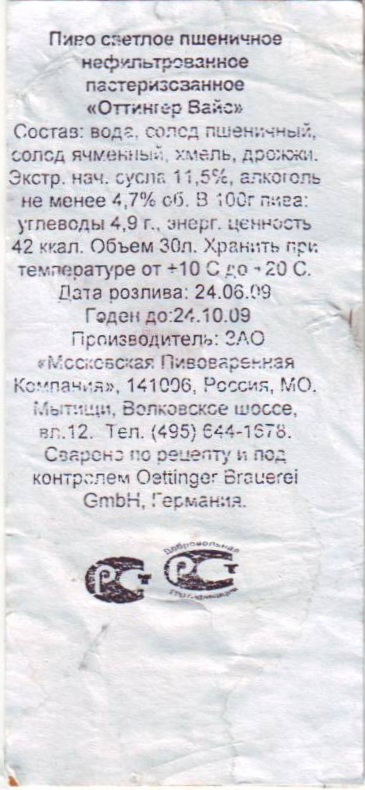 Пиво светлое пшеничное
нефильтрованное
пастеризованное
«Оттингер Вайс»
Состав: вода, солод пшеничный,
солод ячменный, хмель, дрожжи.
Экстр. нач. сусла 11,5%, алкоголь
не менее 4,7% об. В 100г пива:
углеводы 4,9 г., энерг. ценность
42 ккал. Объем 30л. Хранить при
температуре от +10 С до +20 С.
Дата розлива: 24.06.09
Годен до:24.10.09
Производитель: ЗАО
«Московская Пивоваренная
Компания», 141006, Россия, МО.
Мытищи, Волковское шоссе,
вл.12. Тел. (495)
Сварено по рецепту и под
контролем Oettinger Brauerei
GmbH, Германия.
Добровольная
РСТ РСТ
сертификация